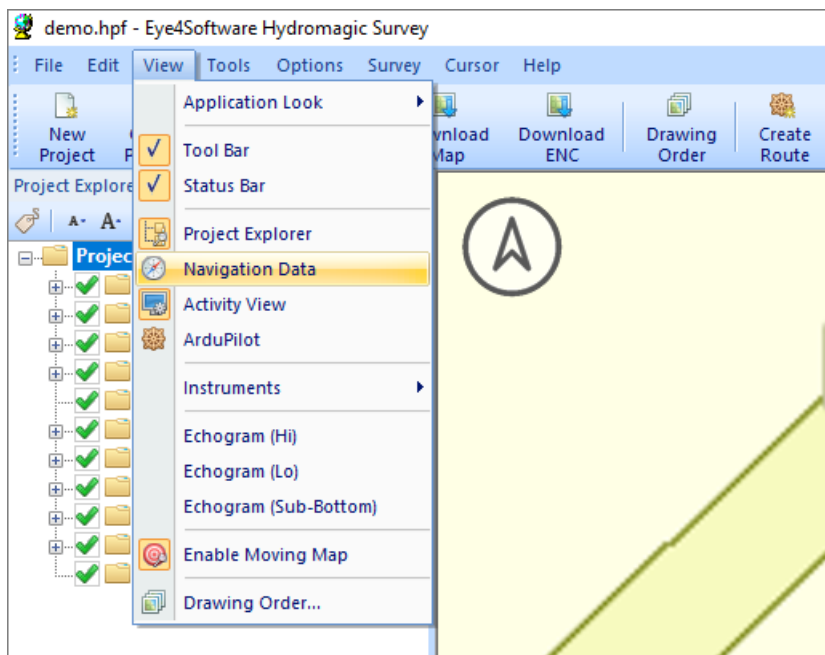 demo.hpf - Eye4Software Hydromagic Survey
File Edit View Tools Options Survey Cursor Help
New Project
Download ENC
Drawing Order
Create Route
Map
Project
A- A-
Application Look
Tool Bar
Status Bar
Project Explorer
Navigation Data
Activity View
ArduPilot
Instruments
Echogram (Hi)
Echogram (Lo)
Echogram (Sub-Bottom)
Enable Moving Map
Drawing Order...